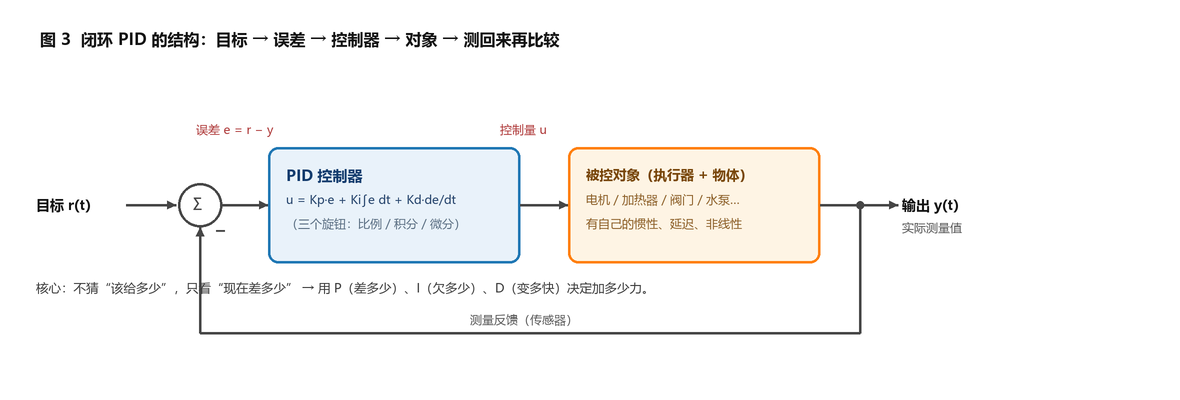 图 3 闭环 PID 的结构：目标 → 误差 → 控制器 → 对象 → 测回来再比较
误差 e = r − y
控制量 u
目标 r(t)
Σ
−
PID 控制器
u = Kp·e + Ki∫e dt + Kd·de/dt
（三个旋钮：比例 / 积分 / 微分）
被控对象（执行器 + 物体）
电机 / 加热器 / 阀门 / 水泵…
有自己的惯性、延迟、非线性
输出 y(t)
实际测量值
核心：不猜“该给多少”，只看“现在差多少” → 用 P（差多少）、I（欠多少）、D（变多快）决定加多少力。
测量反馈（传感器）